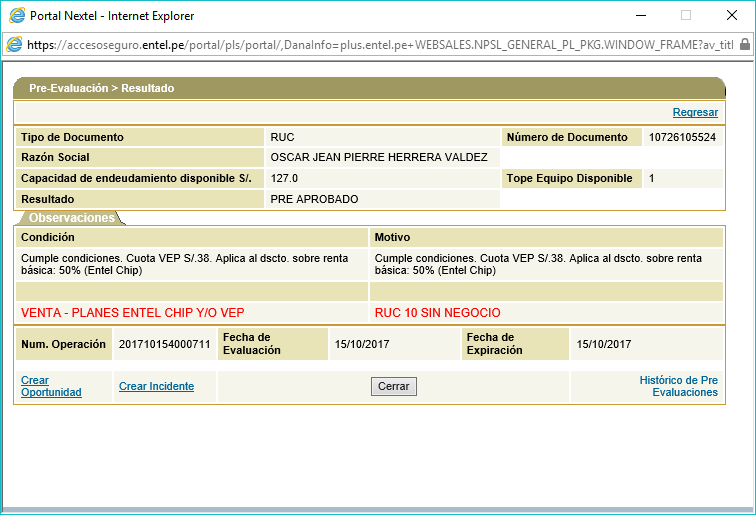 Portal Nextel - Internet Explorer
https://accesoseguro.entel.pe/portal/pls/portal/,DanaInfo=plus.entel.pe+WEBSALES.NPSL_GENERAL_PL_PKG.WINDOW_FRAME?av_titl
Pre-Evaluación > Resultado
Regresar
Tipo de Documento RUC Número de Documento 10726105524
Razón Social OSCAR JEAN PIERRE HERRERA VALDEZ
Capacidad de endeudamiento disponible S/. 127.0 Tope Equipo Disponible 1
Resultado PRE APROBADO
Observaciones
Condición Motivo
Cumple condiciones. Cuota VEP S/.38. Aplica al dscto. sobre renta
básica: 50% (Entel Chip)
Cumple condiciones. Cuota VEP S/.38. Aplica al dscto. sobre renta
básica: 50% (Entel Chip)
VENTA - PLANES ENTEL CHIP Y/O VEP RUC 10 SIN NEGOCIO
Num. Operación 201710154000711 Fecha de
Evaluación 15/10/2017 Fecha de
Expiración 15/10/2017
Crear
Oportunidad
Crear Incidente
Cerrar
Histórico de Pre
Evaluaciones